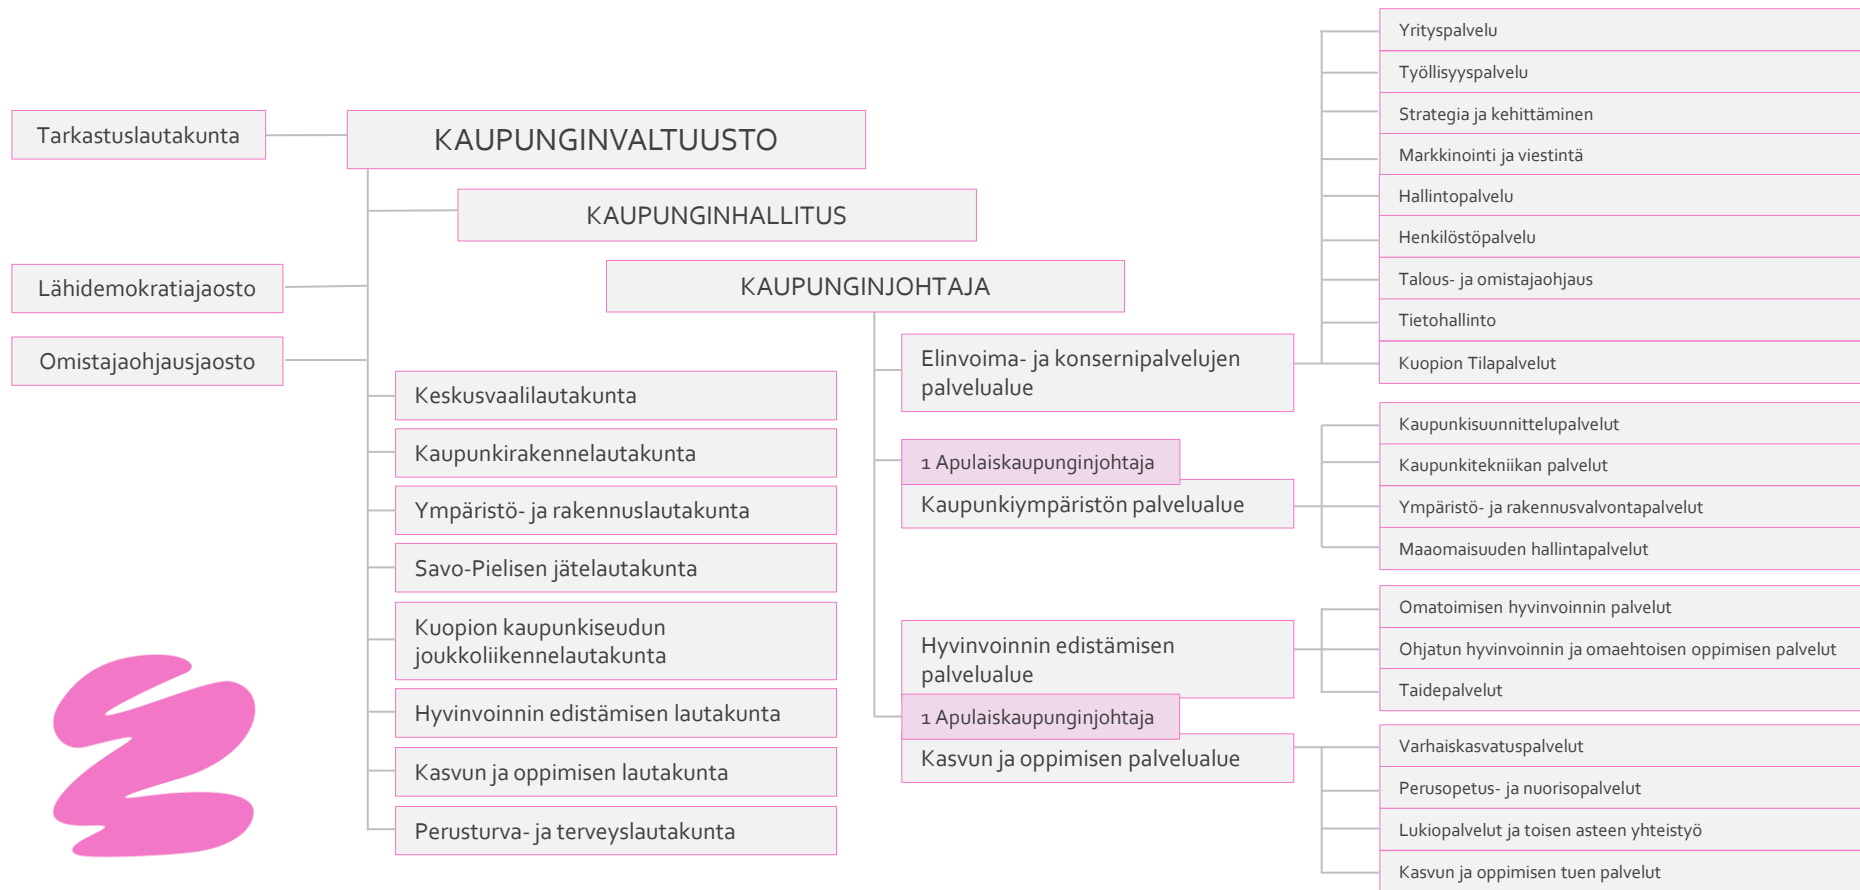 Tarkastuslautakunta
KAUPUNGINVALTUUSTO
KAUPUNGINHALLITUS
Lähidemokratiajaosto
KAUPUNGINJOHTAJA
Omistajaohjausjaosto
Keskusvaalilautakunta
Kaupunkirakennelautakunta
Ympäristö- ja rakennuslautakunta
Savo-Pielisen jätelautakunta
Kuopion kaupunkiseudun
joukkoliikennelautakunta
Hyvinvoinnin edistämisen lautakunta
Kasvun ja oppimisen lautakunta
Perusturva- ja terveyslautakunta
Elinvoima- ja konsernipalvelujen
palvelualue
1 Apulaiskaupunginjohtaja
Kaupunkiympäristön palvelualue
Hyvinvoinnin edistämisen
palvelualue
1 Apulaiskaupunginjohtaja
Kasvun ja oppimisen palvelualue
Yrityspalvelu
Työllisyyspalvelu
Strategia ja kehittäminen
Markkinointi ja viestintä
Hallintopalvelu
Henkilöstöpalvelu
Talous- ja omistajaohjaus
Tietohallinto
Kuopion Tilapalvelut
Kaupunkisuunnittelupalvelut
Kaupunkitekniikan palvelut
Ympäristö- ja rakennusvalvontapalvelut
Maaomaisuuden hallintapalvelut
Omatoimisen hyvinvoinnin palvelut
Ohjatun hyvinvoinnin ja omaehtoisen oppimisen palvelut
Taidepalvelut
Varhaiskasvatuspalvelut
Perusopetus- ja nuorisopalvelut
Lukiopalvelut ja toisen asteen yhteistyö
Kasvun ja oppimisen tuen palvelut